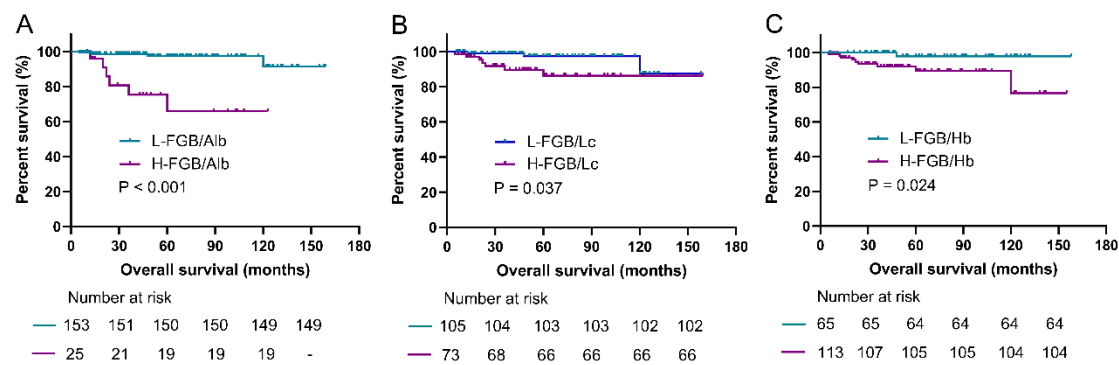 A
Percent survival (%)
100
80
60
40
20
0
L-FGB/Alb
H-FGB/Alb
P < 0.001
0 30 60 90 120 150 180
Overall survival (months)
Number at risk
153 151 150 150 149 149
25 21 19 19 19 -
B
Percent survival (%)
100
80
60
40
20
0
L-FGB/Lc
H-FGB/Lc
P = 0.037
0 30 60 90 120 150 180
Overall survival (months)
Number at risk
105 104 103 103 102 102
73 68 66 66 66 66
C
Percent survival (%)
100
80
60
40
20
0
L-FGB/Hb
H-FGB/Hb
P = 0.024
0 30 60 90 120 150 180
Overall survival (months)
Number at risk
65 65 64 64 64 64
113 107 105 105 104 104